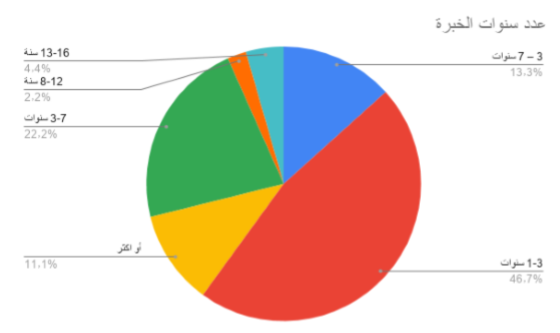 عدد سنوات الخبرة
3 – 7 سنوات
13.3%
1-3 سنوات
46.7%
13-16 سنة
4.4%
8-12 سنة
2.2%
3-7 سنوات
22.2%
أو اكثر
11.1%